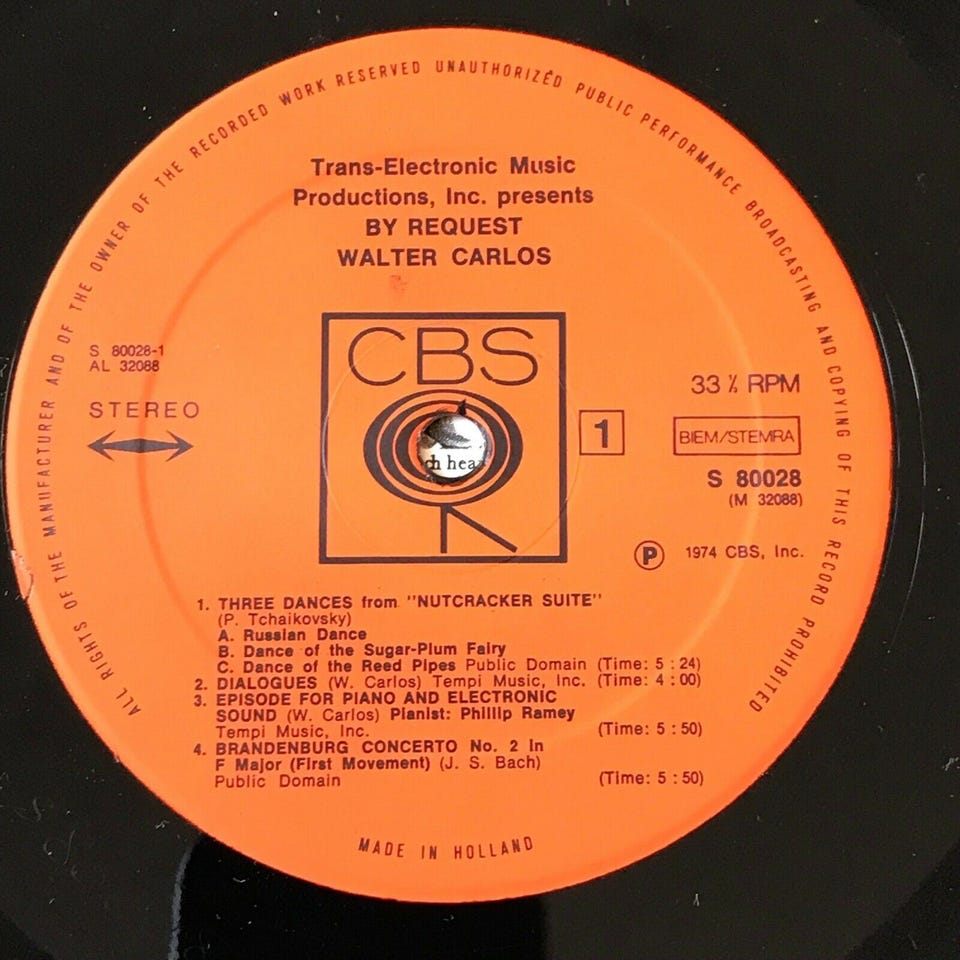 ALL RIGHTS OF THE MANUFACTURER AND OF THE OWNER OF THE RECORDED WORK RESERVED UNAUTHORIZED PUBLIC PERFORMANCE BROADCASTING AND COPYING OF THIS RECORD PROHIBITED
Trans-Electronic Music
Productions, Inc. presents
BY REQUEST
WALTER CARLOS
CBS
S 80028-1
AL 32088
STEREO
33 ⅓ RPM
1
BIEM/STEMRA
S 80028
(M 32088)
Ⓟ 1974 CBS, Inc.
ch hea
1. THREE DANCES from "NUTCRACKER SUITE"
(P. Tchaikovsky)
A. Russian Dance
B. Dance of the Sugar-Plum Fairy
C. Dance of the Reed Pipes Public Domain (Time: 5 : 24)
2. DIALOGUES (W. Carlos) Tempi Music, Inc. (Time: 4 : 00)
3. EPISODE FOR PIANO AND ELECTRONIC
SOUND (W. Carlos) Pianist: Phillip Ramey
Tempi Music, Inc. (Time: 5 : 50)
4. BRANDENBURG CONCERTO No. 2 in
F Major (First Movement) (J. S. Bach)
Public Domain (Time: 5 : 50)
MADE IN HOLLAND